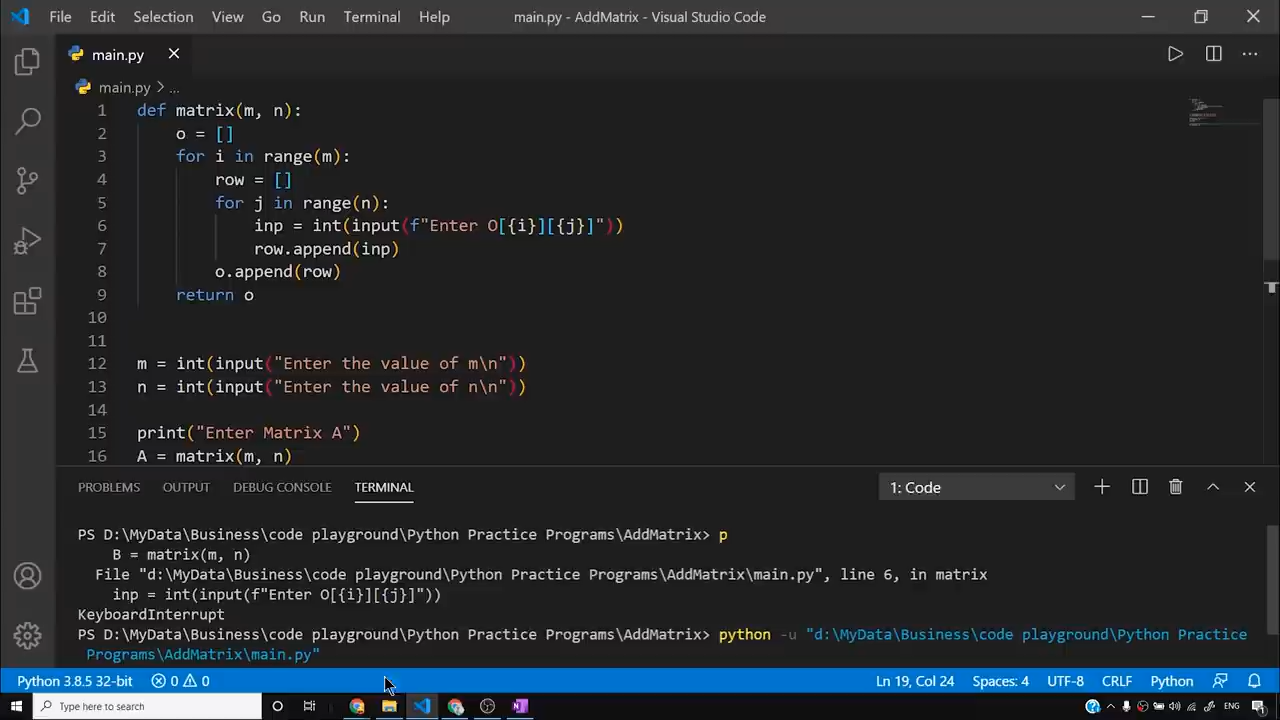 File Edit Selection View Go Run Terminal Help main.py - AddMatrix - Visual Studio Code
main.py
main.py > ...
1 def matrix(m, n):
2 o = []
3 for i in range(m):
4 row = []
5 for j in range(n):
6 inp = int(input(f"Enter O[{i}][{j}]"))
7 row.append(inp)
8 o.append(row)
9 return o
10
11
12 m = int(input("Enter the value of m\n"))
13 n = int(input("Enter the value of n\n"))
14
15 print("Enter Matrix A")
16 A = matrix(m, n)
PROBLEMS OUTPUT DEBUG CONSOLE TERMINAL 1: Code
PS D:\MyData\Business\code playground\Python Practice Programs\AddMatrix> p
B = matrix(m, n)
File "d:\MyData\Business\code playground\Python Practice Programs\AddMatrix\main.py", line 6, in matrix
inp = int(input(f"Enter O[{i}][{j}]"))
KeyboardInterrupt
PS D:\MyData\Business\code playground\Python Practice Programs\AddMatrix> python -u "d:\MyData\Business\code playground\Python Practice
Programs\AddMatrix\main.py"
Python 3.8.5 32-bit 0 0 Ln 19, Col 24 Spaces: 4 UTF-8 CRLF Python
Type here to search ENG